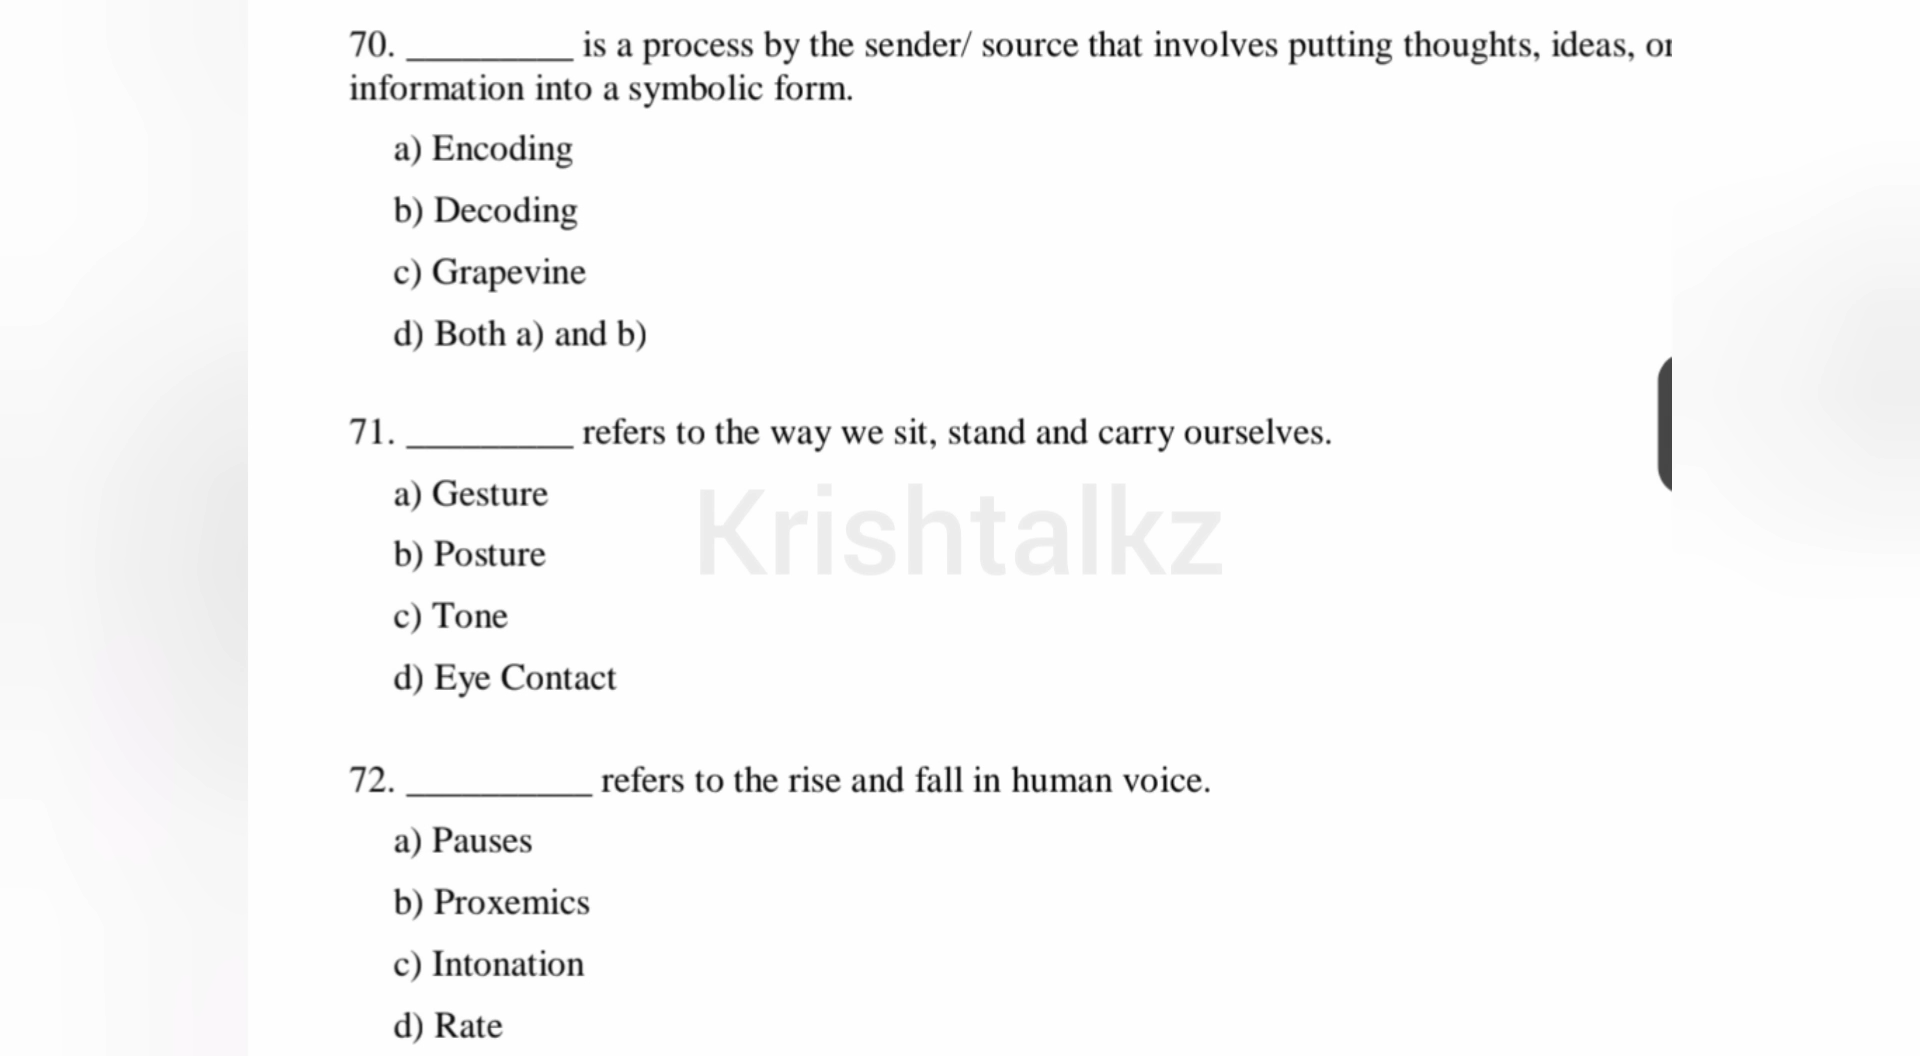 70. _________ is a process by the sender/ source that involves putting thoughts, ideas, or
information into a symbolic form.
a) Encoding
b) Decoding
c) Grapevine
d) Both a) and b)
71. _________ refers to the way we sit, stand and carry ourselves.
a) Gesture
Krishtalkz
b) Posture
c) Tone
d) Eye Contact
72. __________ refers to the rise and fall in human voice.
a) Pauses
b) Proxemics
c) Intonation
d) Rate